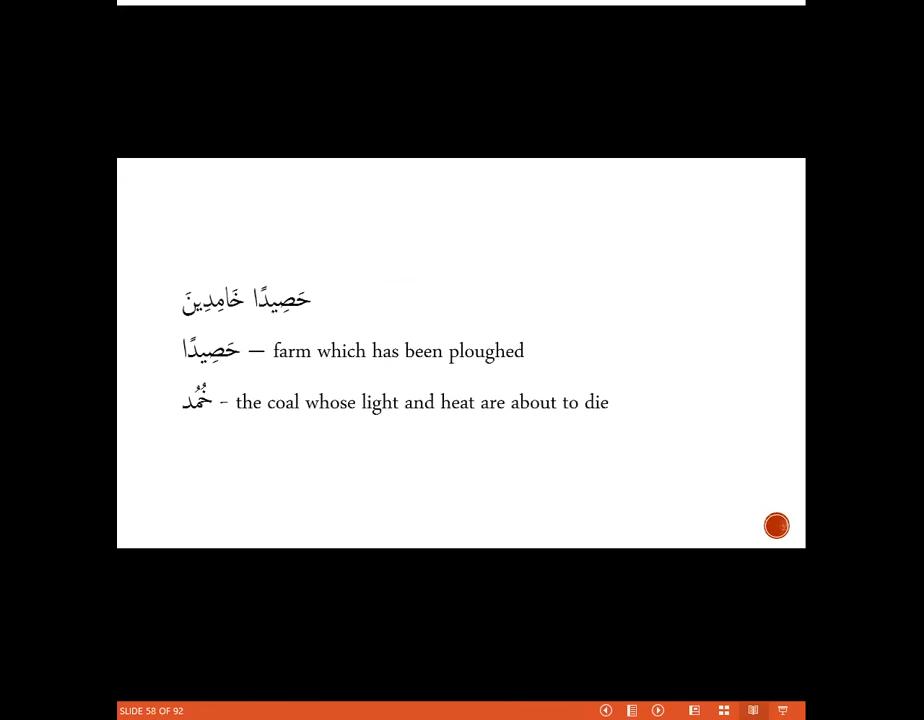 حَصِيدًا خَامِدِينَ
حَصِيدًا – farm which has been ploughed
خُمُد - the coal whose light and heat are about to die
SLIDE 58 OF 92